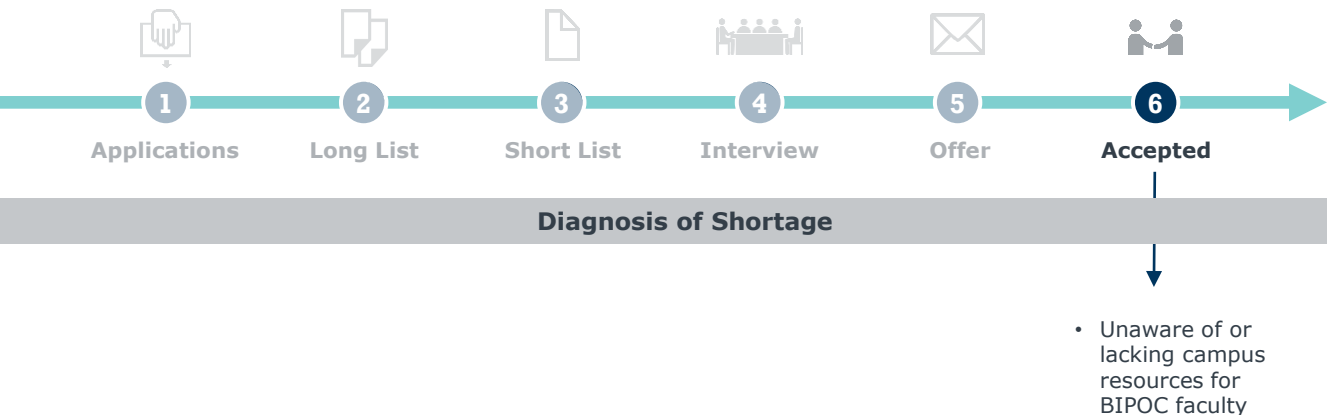 1 2 3 4 5 6
Applications Long List Short List Interview Offer Accepted
Diagnosis of Shortage
• Unaware of or
lacking campus
resources for
BIPOC faculty